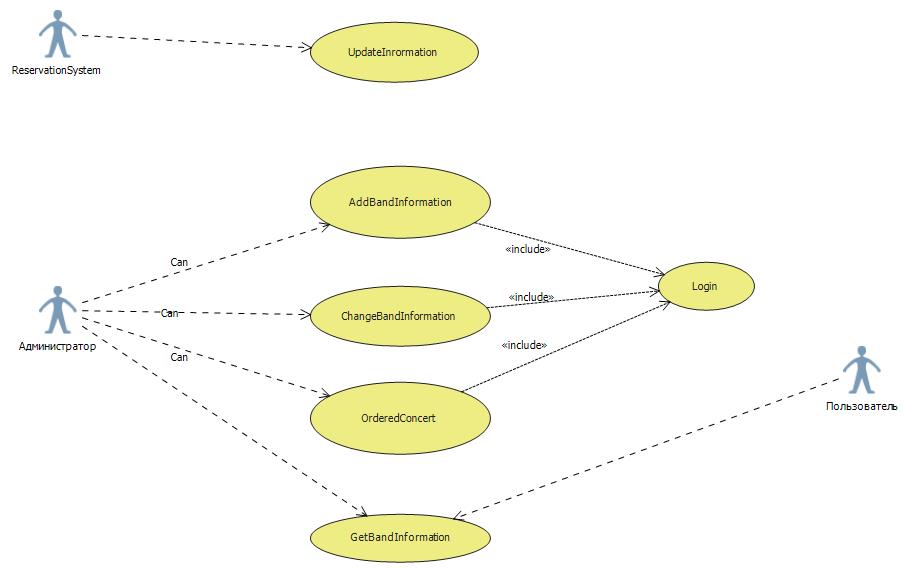 UpdateInrormation
ReservationSystem
AddBandInformation
«include»
Can
Login
«include»
Can
ChangeBandInformation
Администратор
«include»
Can
Пользователь
OrderedConcert
GetBandInformation